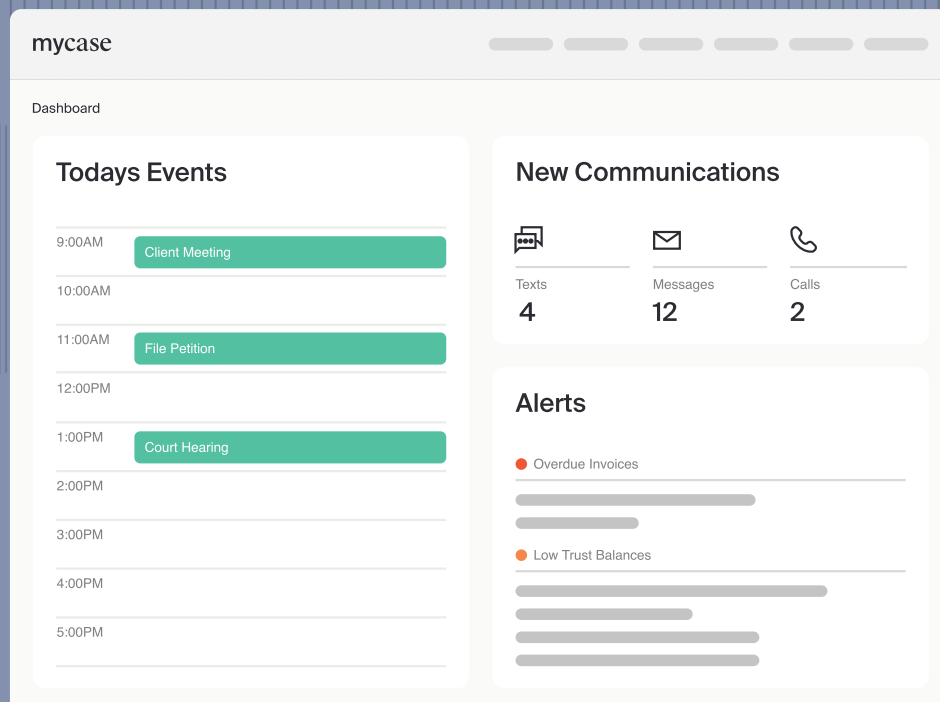 mycase
Dashboard
Todays Events
9:00AM
Client Meeting
10:00AM
11:00AM
File Petition
12:00PM
1:00PM
Court Hearing
2:00PM
3:00PM
4:00PM
5:00PM
New Communications
Texts
4
Messages
12
Calls
2
Alerts
Overdue Invoices
Low Trust Balances